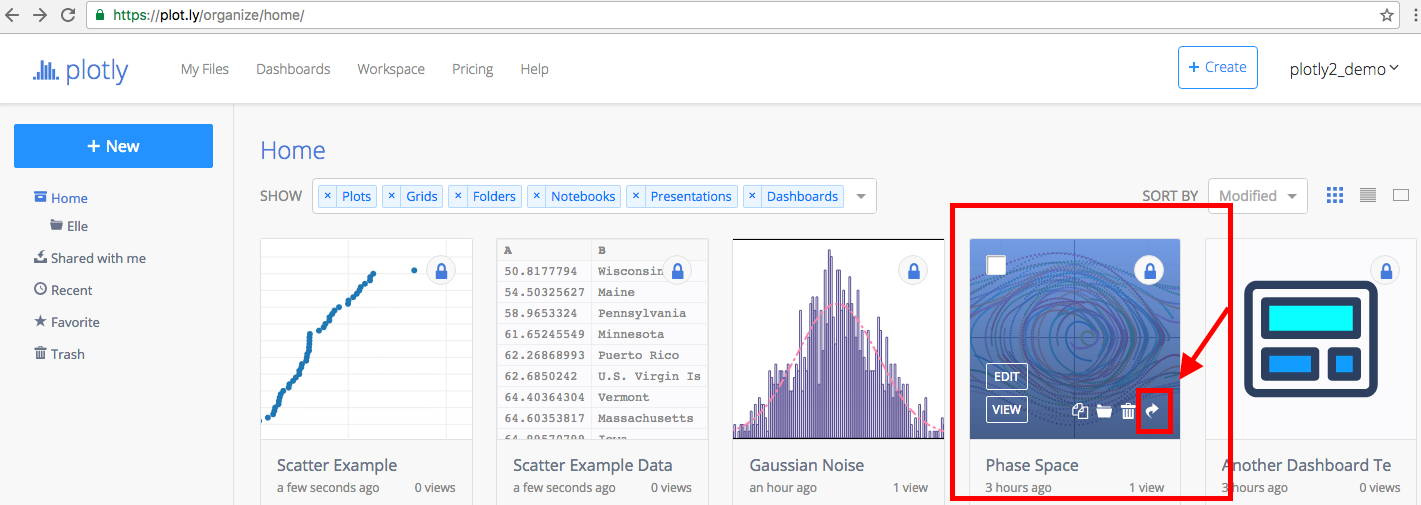 https://plot.ly/organize/home/
plotly My Files Dashboards Workspace Pricing Help + Create plotly2_demo
+ New
Home
Elle
Shared with me
Recent
Favorite
Trash
Home
SHOW × Plots × Grids × Folders × Notebooks × Presentations × Dashboards SORT BY Modified
A B
50.8177794 Wisconsin
54.50325627 Maine
58.9653324 Pennsylvania
61.65245549 Minnesota
62.26868993 Puerto Rico
62.6850242 U.S. Virgin Is
64.40364304 Vermont
64.60353817 Massachusetts
64.99570799 Iowa
EDIT
VIEW
Scatter Example
a few seconds ago 0 views
Scatter Example Data
a few seconds ago 0 views
Gaussian Noise
an hour ago 1 view
Phase Space
3 hours ago 1 view
Another Dashboard Te
3 hours ago 0 views